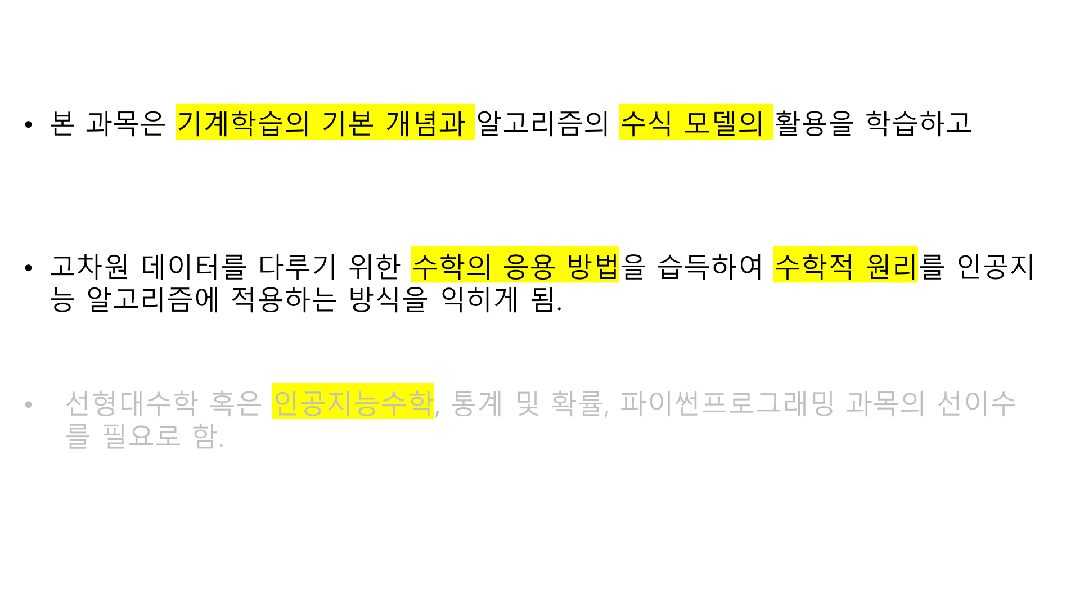 • 본 과목은 기계학습의 기본 개념과 알고리즘의 수식 모델의 활용을 학습하고
• 고차원 데이터를 다루기 위한 수학의 응용 방법을 습득하여 수학적 원리를 인공지
능 알고리즘에 적용하는 방식을 익히게 됨.
• 선형대수학 혹은 인공지능수학, 통계 및 확률, 파이썬프로그래밍 과목의 선이수
를 필요로 함.